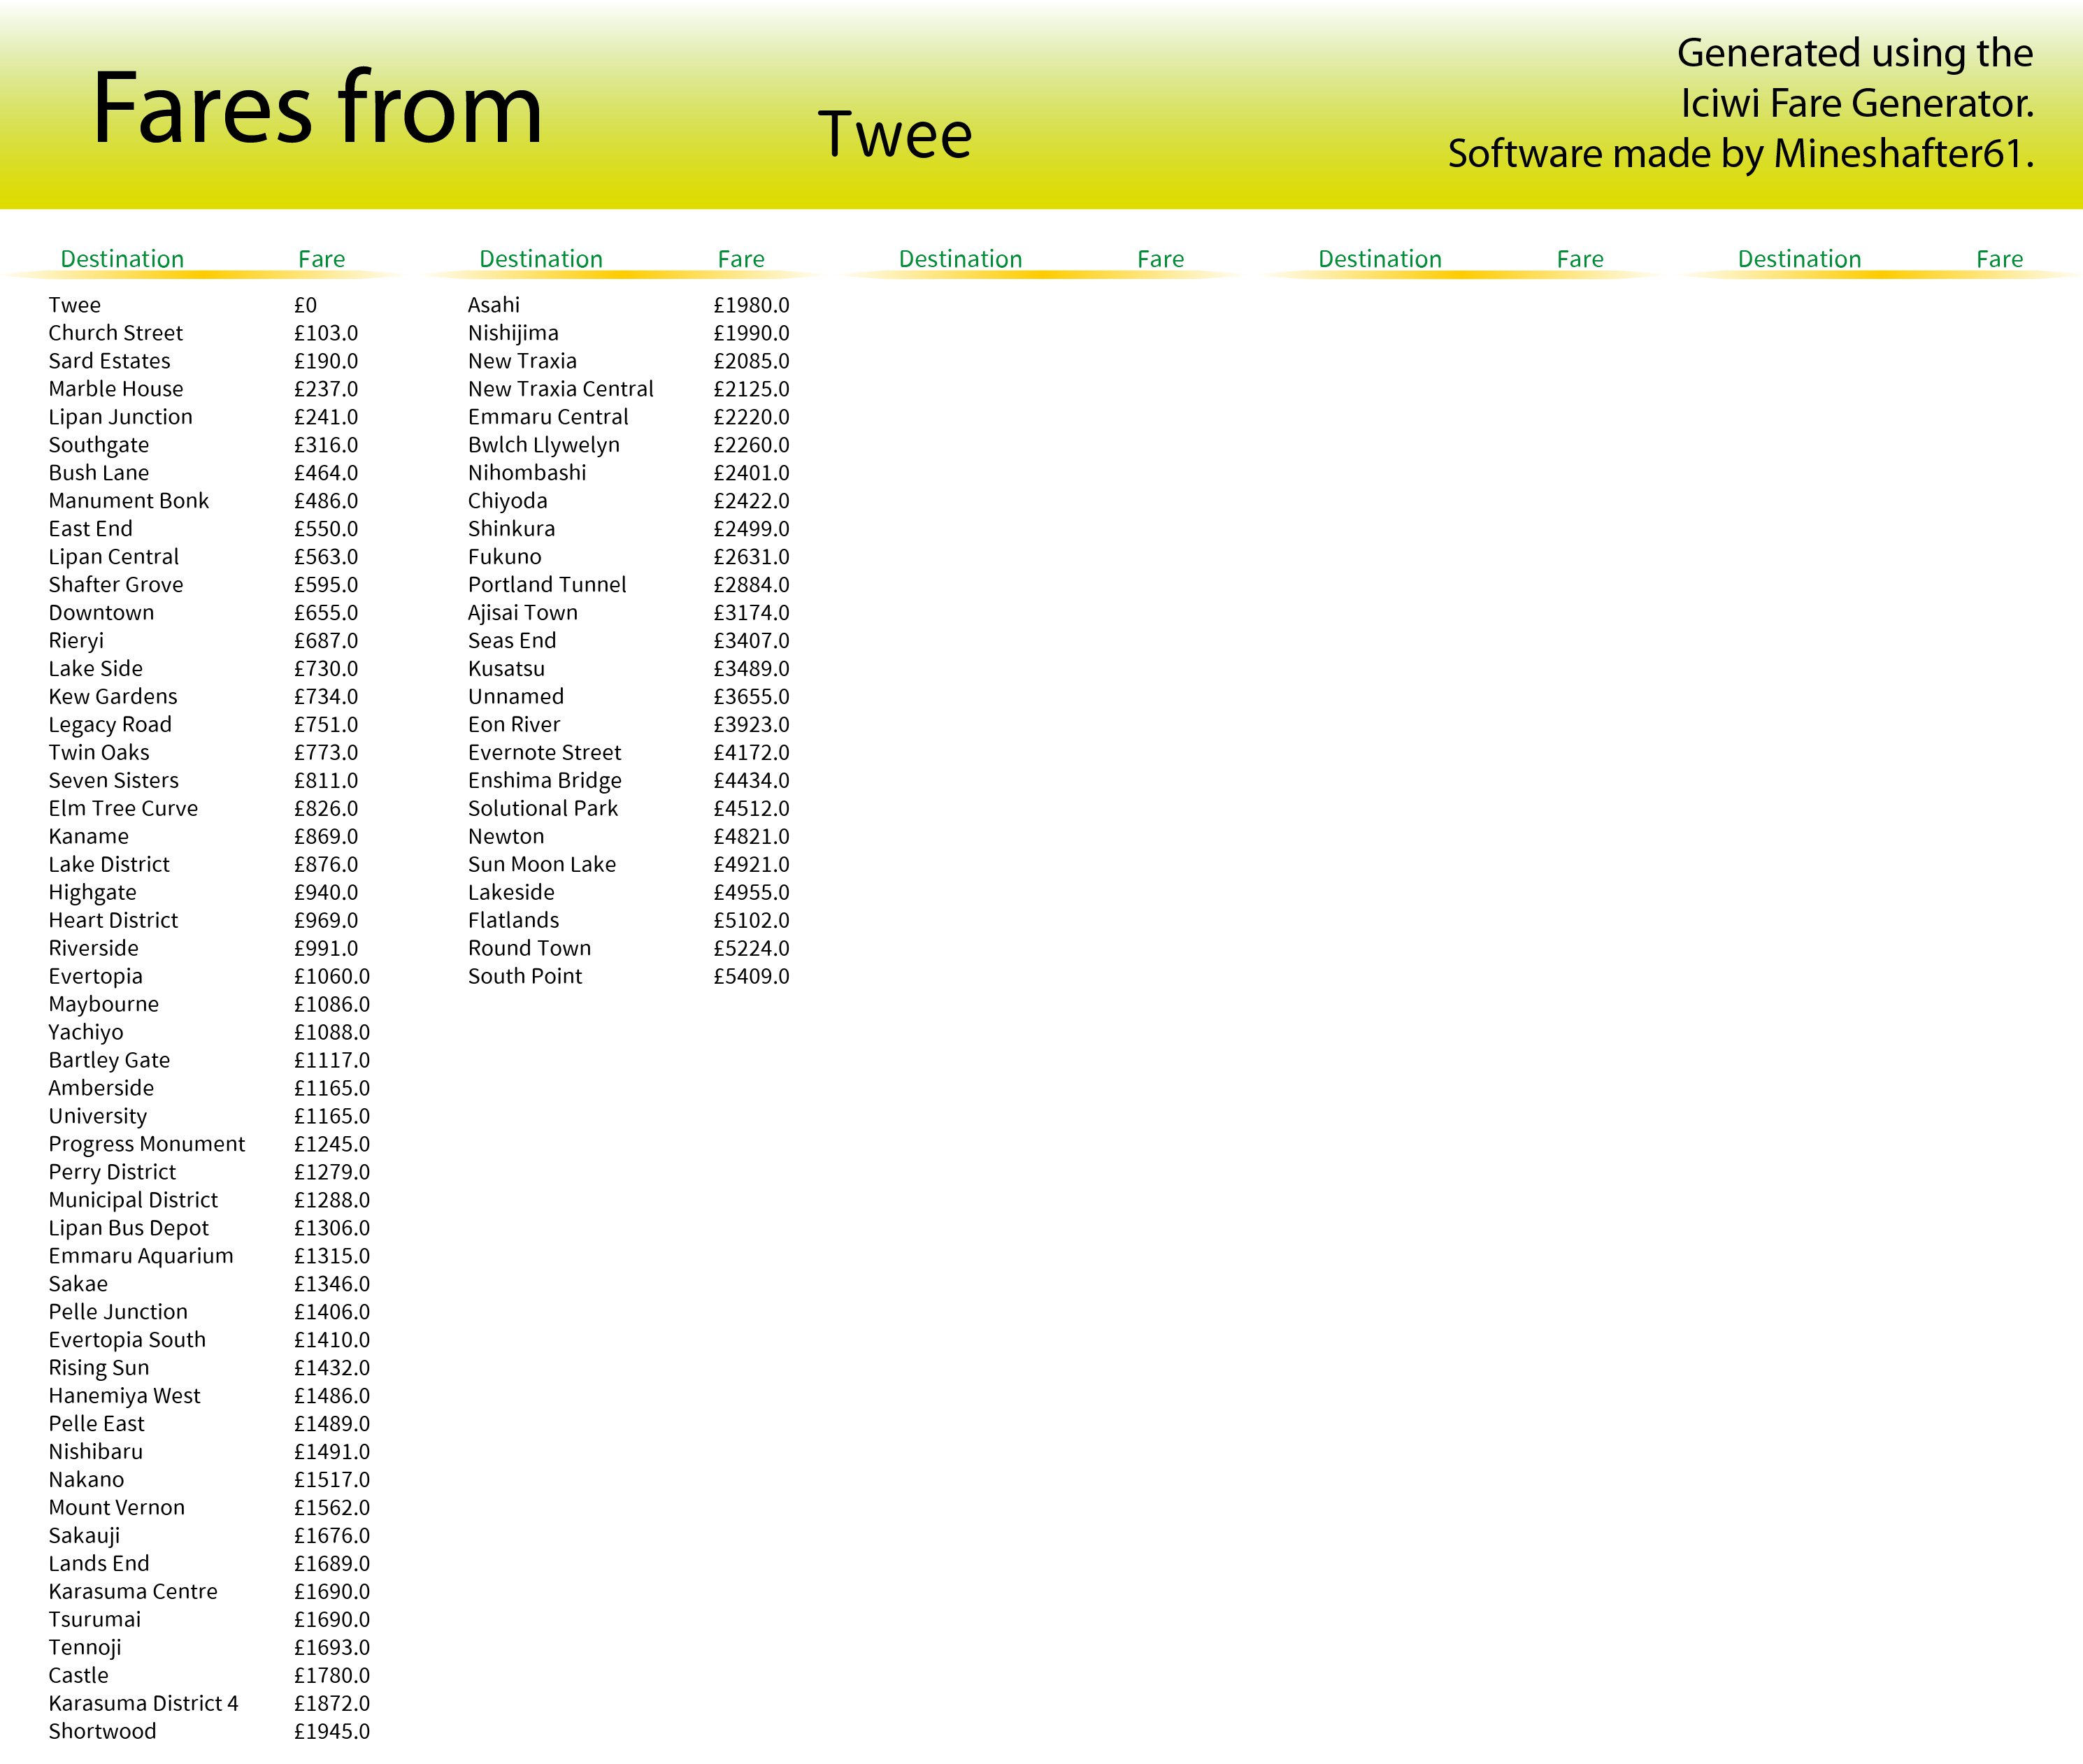 Fares from
Twee
Generated using the
Iciwi Fare Generator.
Software made by Mineshafter61.
Destination Fare Destination Fare Destination Fare Destination Fare Destination Fare
Twee £0
Church Street £103.0
Sard Estates £190.0
Marble House £237.0
Lipan Junction £241.0
Southgate £316.0
Bush Lane £464.0
Manument Bonk £486.0
East End £550.0
Lipan Central £563.0
Shafter Grove £595.0
Downtown £655.0
Rieryi £687.0
Lake Side £730.0
Kew Gardens £734.0
Legacy Road £751.0
Twin Oaks £773.0
Seven Sisters £811.0
Elm Tree Curve £826.0
Kaname £869.0
Lake District £876.0
Highgate £940.0
Heart District £969.0
Riverside £991.0
Evertopia £1060.0
Maybourne £1086.0
Yachiyo £1088.0
Bartley Gate £1117.0
Amberside £1165.0
University £1165.0
Progress Monument £1245.0
Perry District £1279.0
Municipal District £1288.0
Lipan Bus Depot £1306.0
Emmaru Aquarium £1315.0
Sakae £1346.0
Pelle Junction £1406.0
Evertopia South £1410.0
Rising Sun £1432.0
Hanemiya West £1486.0
Pelle East £1489.0
Nishibaru £1491.0
Nakano £1517.0
Mount Vernon £1562.0
Sakauji £1676.0
Lands End £1689.0
Karasuma Centre £1690.0
Tsurumai £1690.0
Tennoji £1693.0
Castle £1780.0
Karasuma District 4 £1872.0
Shortwood £1945.0
Asahi £1980.0
Nishijima £1990.0
New Traxia £2085.0
New Traxia Central £2125.0
Emmaru Central £2220.0
Bwlch Llywelyn £2260.0
Nihombashi £2401.0
Chiyoda £2422.0
Shinkura £2499.0
Fukuno £2631.0
Portland Tunnel £2884.0
Ajisai Town £3174.0
Seas End £3407.0
Kusatsu £3489.0
Unnamed £3655.0
Eon River £3923.0
Evernote Street £4172.0
Enshima Bridge £4434.0
Solutional Park £4512.0
Newton £4821.0
Sun Moon Lake £4921.0
Lakeside £4955.0
Flatlands £5102.0
Round Town £5224.0
South Point £5409.0